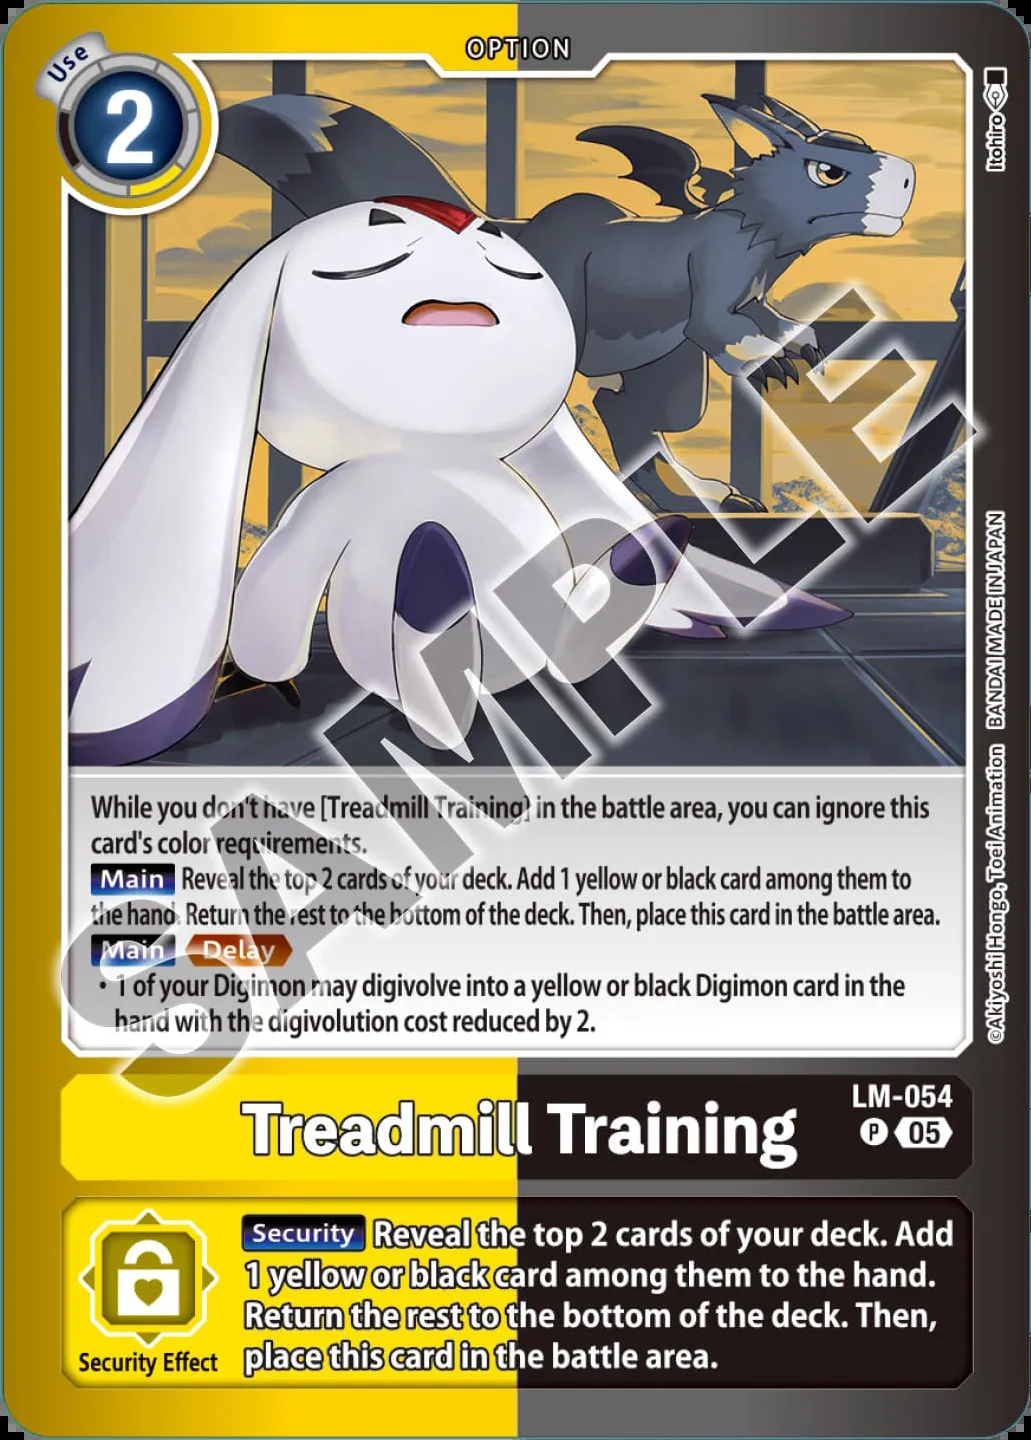 OPTION
Use
2
Itohiro
While you don't have [Treadmill Training] in the battle area, you can ignore this
card's color requirements.
Main Reveal the top 2 cards of your deck. Add 1 yellow or black card among them to
the hand. Return the rest to the bottom of the deck. Then, place this card in the battle area.
Main Delay
・1 of your Digimon may digivolve into a yellow or black Digimon card in the
hand with the digivolution cost reduced by 2.
SAMPLE
©Akiyoshi Hongo, Toei Animation BANDAI MADE IN JAPAN
Treadmill Training
LM-054
P 05
Security Reveal the top 2 cards of your deck. Add
1 yellow or black card among them to the hand.
Return the rest to the bottom of the deck. Then,
place this card in the battle area.
Security Effect